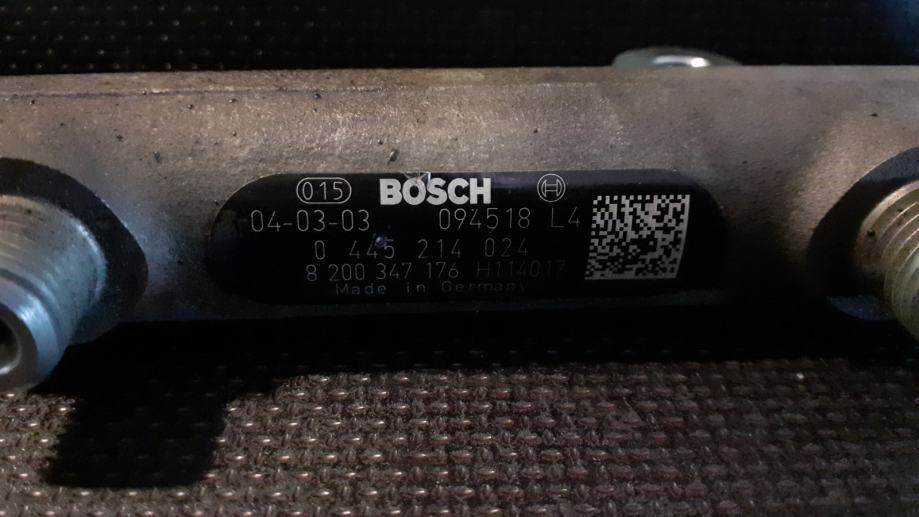 015 BOSCH
04-03-03 094518 L4
0 445 214 024
8 200 347 176 H114017
Made in Germany